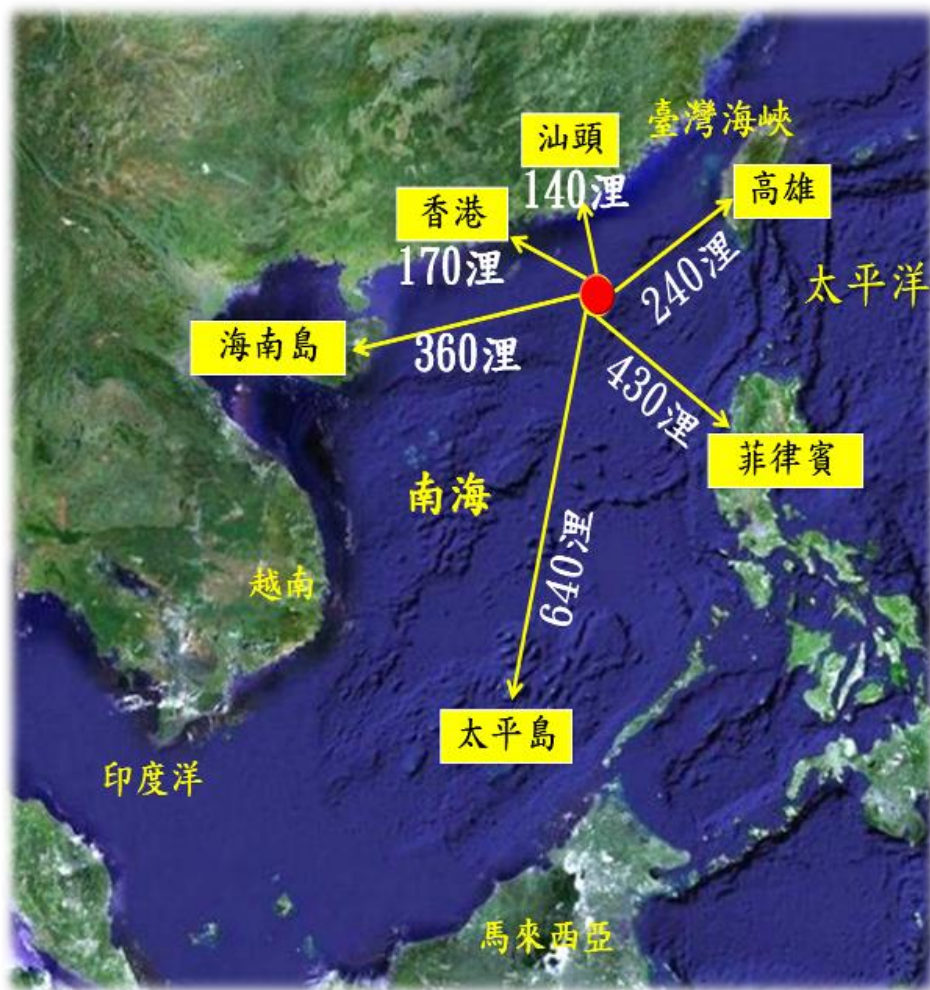 臺灣海峽
汕頭
140浬
高雄
香港
170浬
240浬
太平洋
海南島
360浬
430浬
菲律賓
南海
640浬
越南
太平島
印度洋
馬來西亞